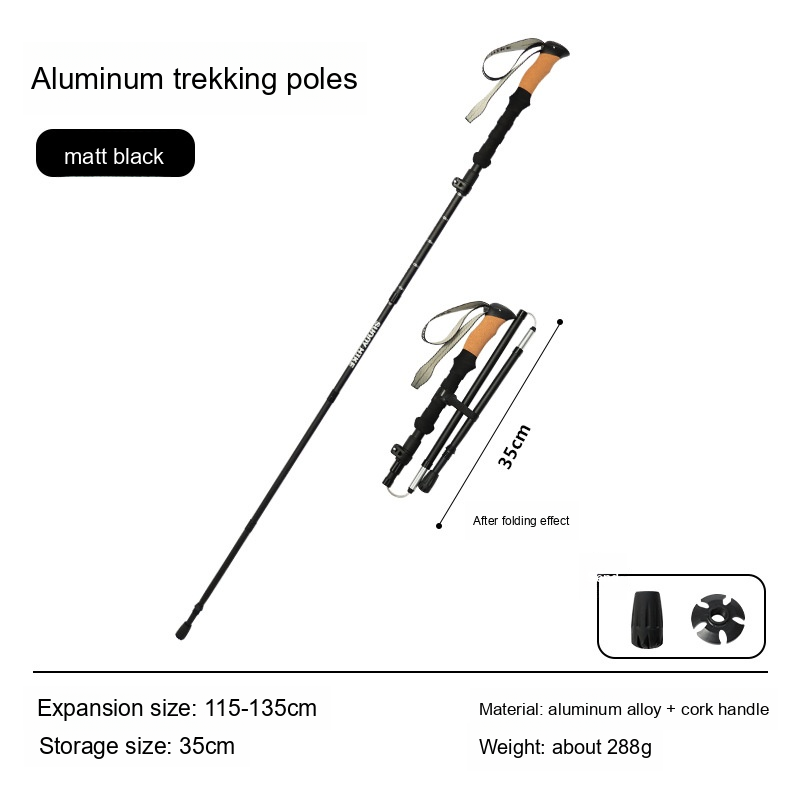 Aluminum trekking poles
matt black
35cm
After folding effect
Expansion size: 115-135cm
Material: aluminum alloy + cork handle
Storage size: 35cm
Weight: about 288g